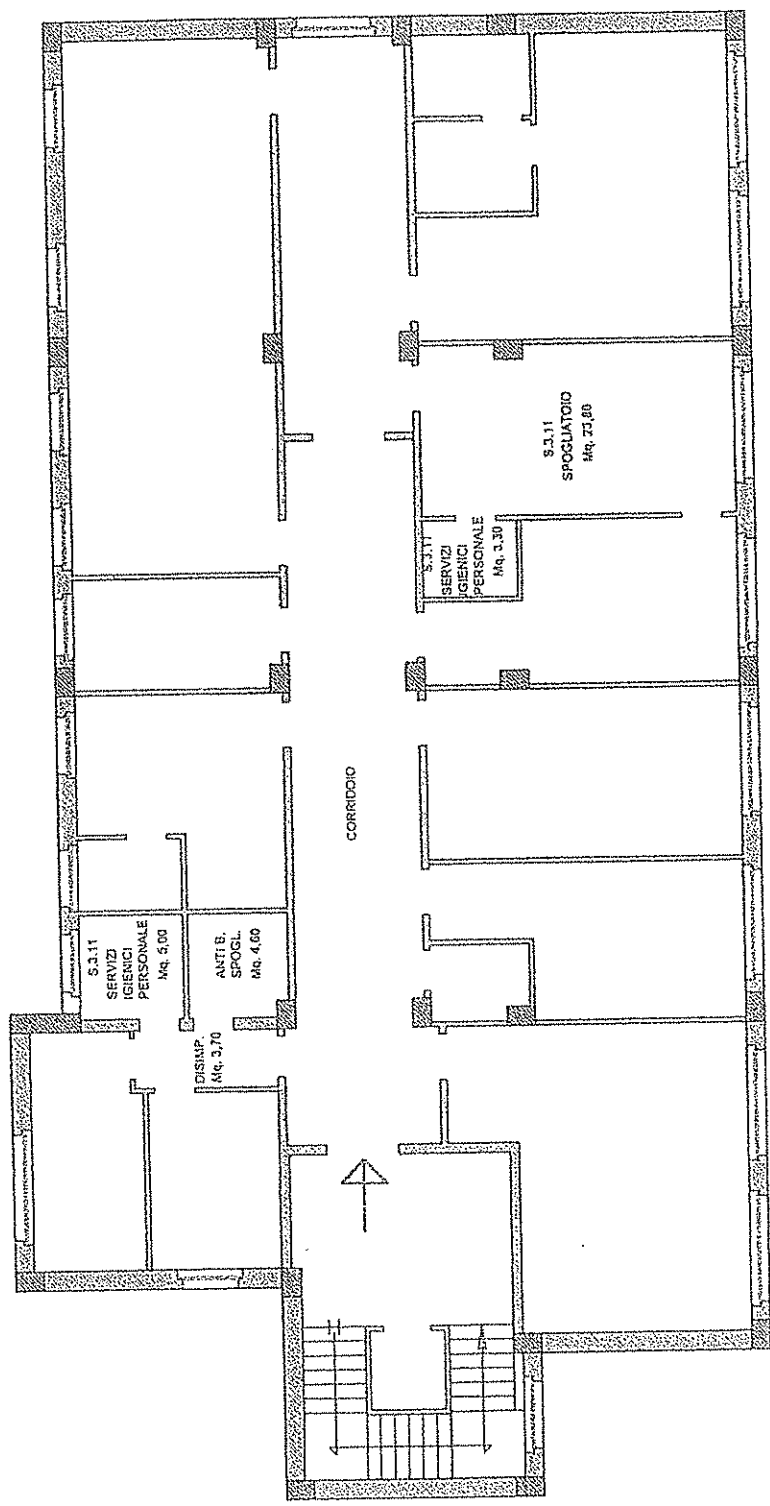 S.3.11
SERVIZI
IGIENICI
PERSONALE
Mq. 5,00
ANTI B.
SPOGL.
Mq. 4,60
DISIMP.
Mq. 3,70
CORRIDOIO
S.3.11
SERVIZI
IGIENICI
PERSONALE
Mq. 3,30
S.3.11
SPOGLIATOIO
Mq. 23,80